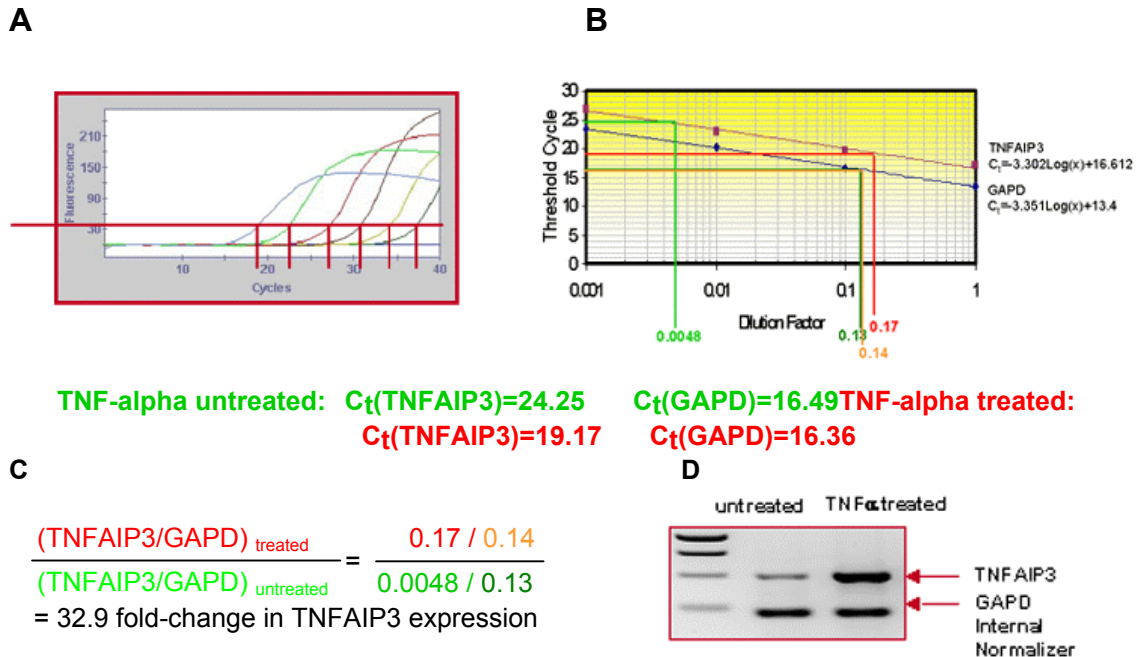 A
B
Fluorescence
210
150
90
30
10
20
30
40
Cycles
Threshold Cycle
30
25
20
15
10
5
0
0.001
0.01
0.1
1
Dilution Factor
0.0048
0.13
0.17
0.14
TNFAIP3
Ct=-3.302Log(x)+16.612
GAPD
Ct=-3.351Log(x)+13.4
TNF-alpha untreated: Ct(TNFAIP3)=24.25 Ct(GAPD)=16.49TNF-alpha treated:
Ct(TNFAIP3)=19.17 Ct(GAPD)=16.36
C
(TNFAIP3/GAPD) treated
(TNFAIP3/GAPD) untreated
=
0.17 / 0.14
0.0048 / 0.13
= 32.9 fold-change in TNFAIP3 expression
D
untreated
TNFα treated
TNFAIP3
GAPD
Internal
Normalizer